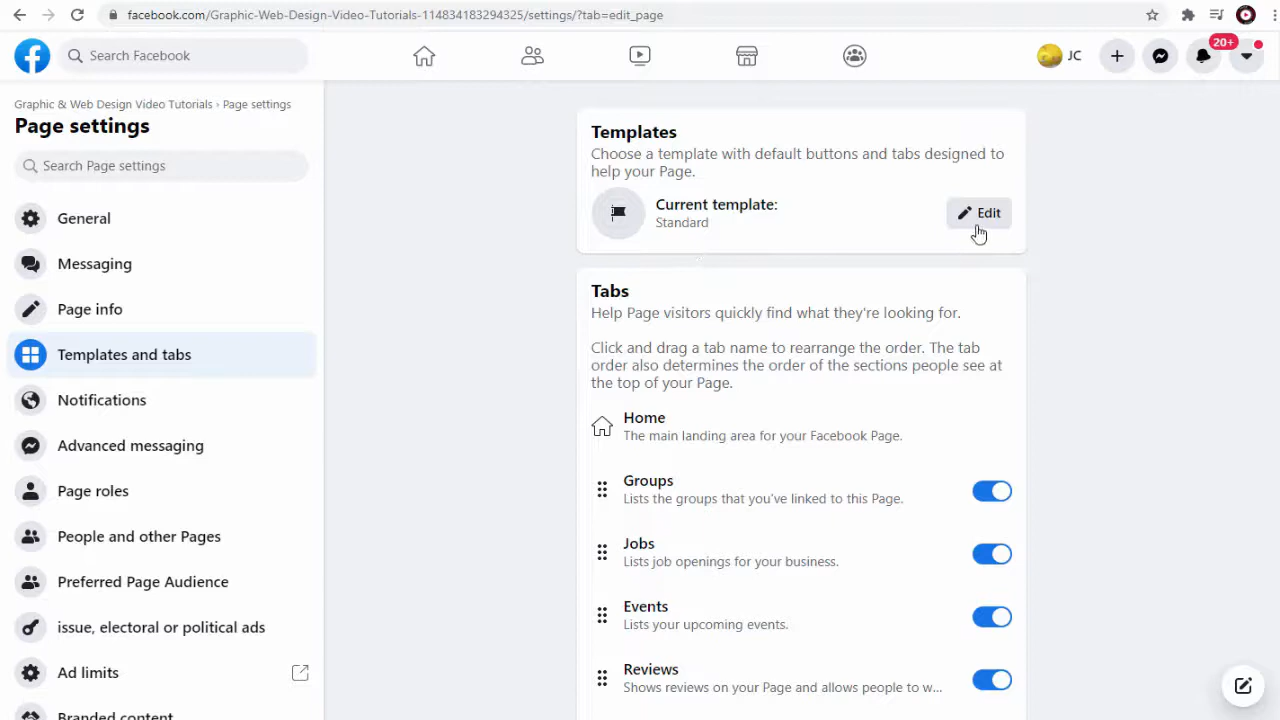 facebook.com/Graphic-Web-Design-Video-Tutorials-114834183294325/settings/?tab=edit_page
Search Facebook
JC
20+
Graphic & Web Design Video Tutorials › Page settings
Page settings
Search Page settings
General
Messaging
Page info
Templates and tabs
Notifications
Advanced messaging
Page roles
People and other Pages
Preferred Page Audience
issue, electoral or political ads
Ad limits
Branded content
Templates
Choose a template with default buttons and tabs designed to
help your Page.
Current template:
Standard
Edit
Tabs
Help Page visitors quickly find what they're looking for.
Click and drag a tab name to rearrange the order. The tab
order also determines the order of the sections people see at
the top of your Page.
Home
The main landing area for your Facebook Page.
Groups
Lists the groups that you've linked to this Page.
Jobs
Lists job openings for your business.
Events
Lists your upcoming events.
Reviews
Shows reviews on your Page and allows people to w...